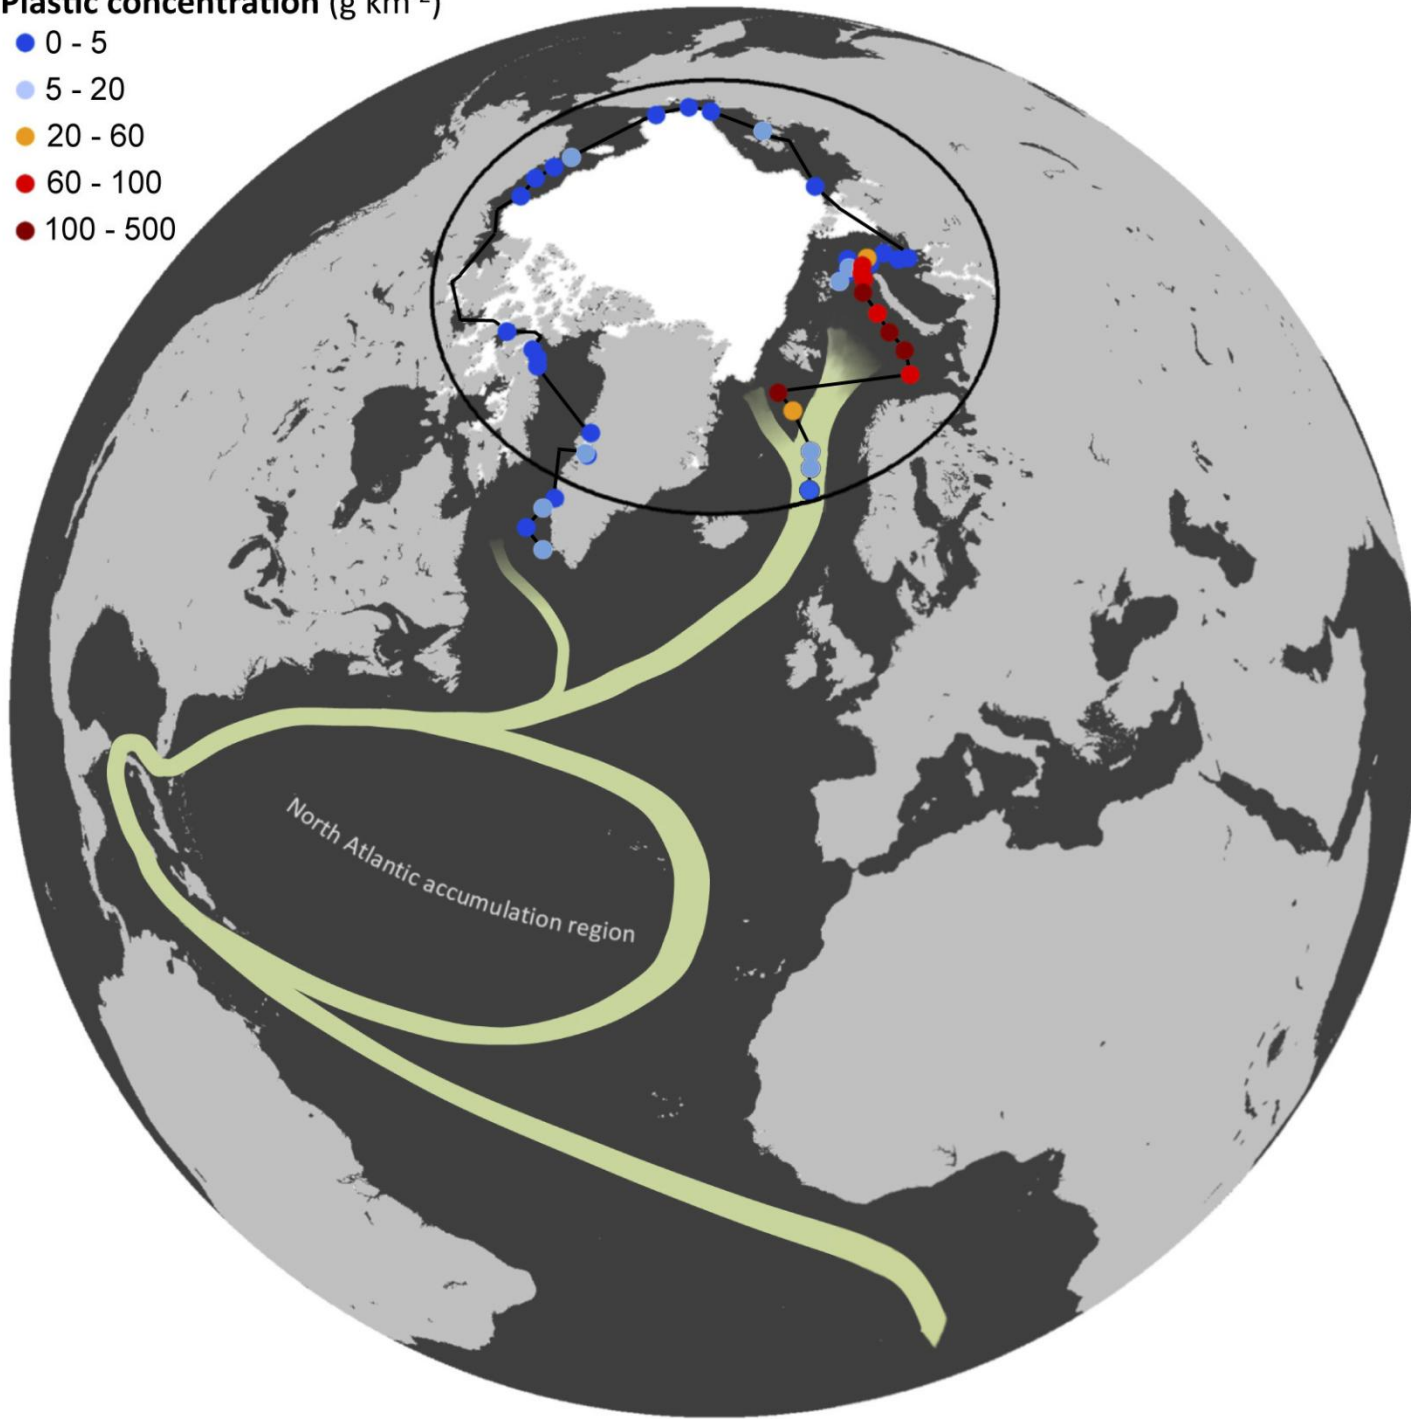 Plastic concentration (g km⁻²)
0 - 5
5 - 20
20 - 60
60 - 100
100 - 500
North Atlantic accumulation region